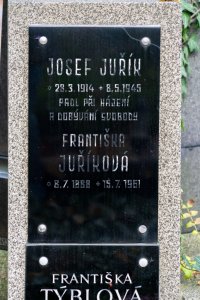 JOSEF JUŘÍK
* 29.3.1914 + 8.5.1945
PADL PŘI HÁJENÍ
A DOBÝVÁNÍ SVOBODY
FRANTIŠKA
JUŘÍKOVÁ
* 8.7.1888 + 15.7.1961
FRANTIŠKA
TÝBLOVÁ